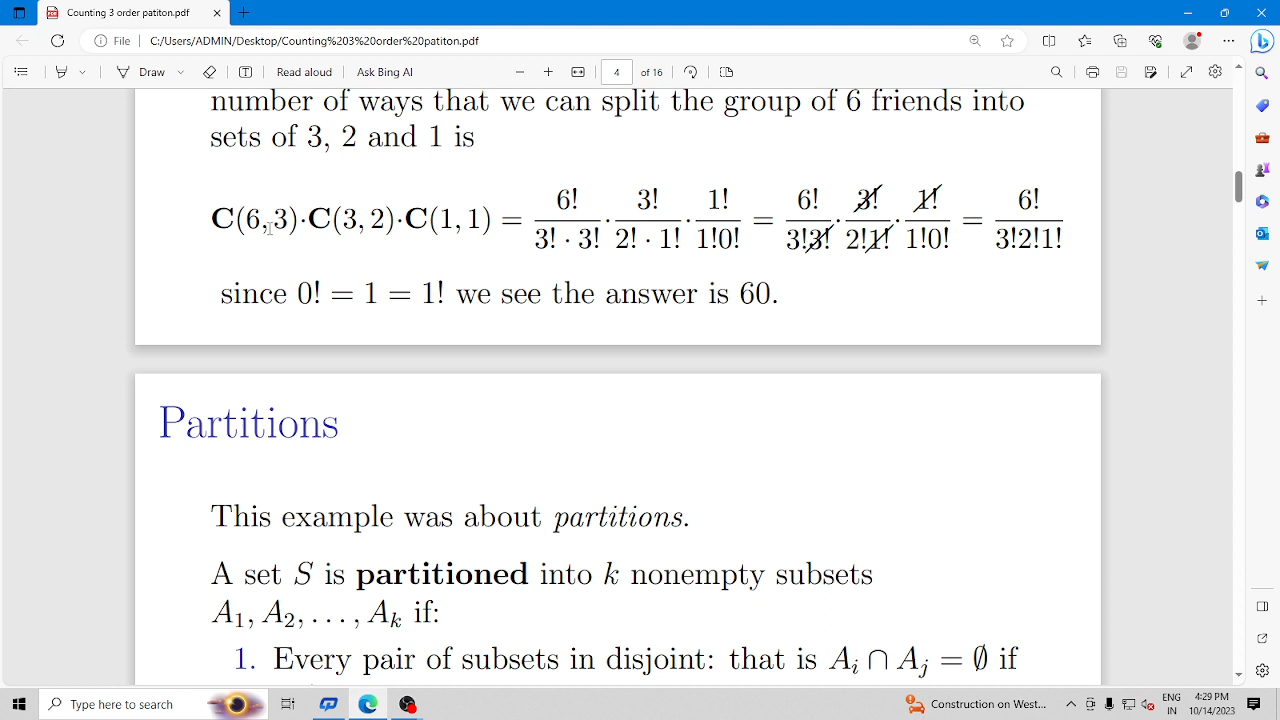 Counting 3 order partiton.pdf
File C:/Users/ADMIN/Desktop/Counting%203%20order%20patiton.pdf
Draw Read aloud Ask Bing AI 4 of 16
number of ways that we can split the group of 6 friends into
sets of 3, 2 and 1 is
C(6, 3)·C(3, 2)·C(1, 1) = 6!/(3! · 3!) · 3!/(2! · 1!) · 1!/(1!0!) = 6!/(3!3!) · 3!/(2!1!) · 1!/(1!0!) = 6!/(3!2!1!)
since 0! = 1 = 1! we see the answer is 60.
Partitions
This example was about partitions.
A set S is partitioned into k nonempty subsets
A₁, A₂, . . . , Aₖ if:
1. Every pair of subsets in disjoint: that is Aᵢ ∩ Aⱼ = ∅ if
Type here to search
Construction on West...
ENG
IN
4:29 PM
10/14/2023